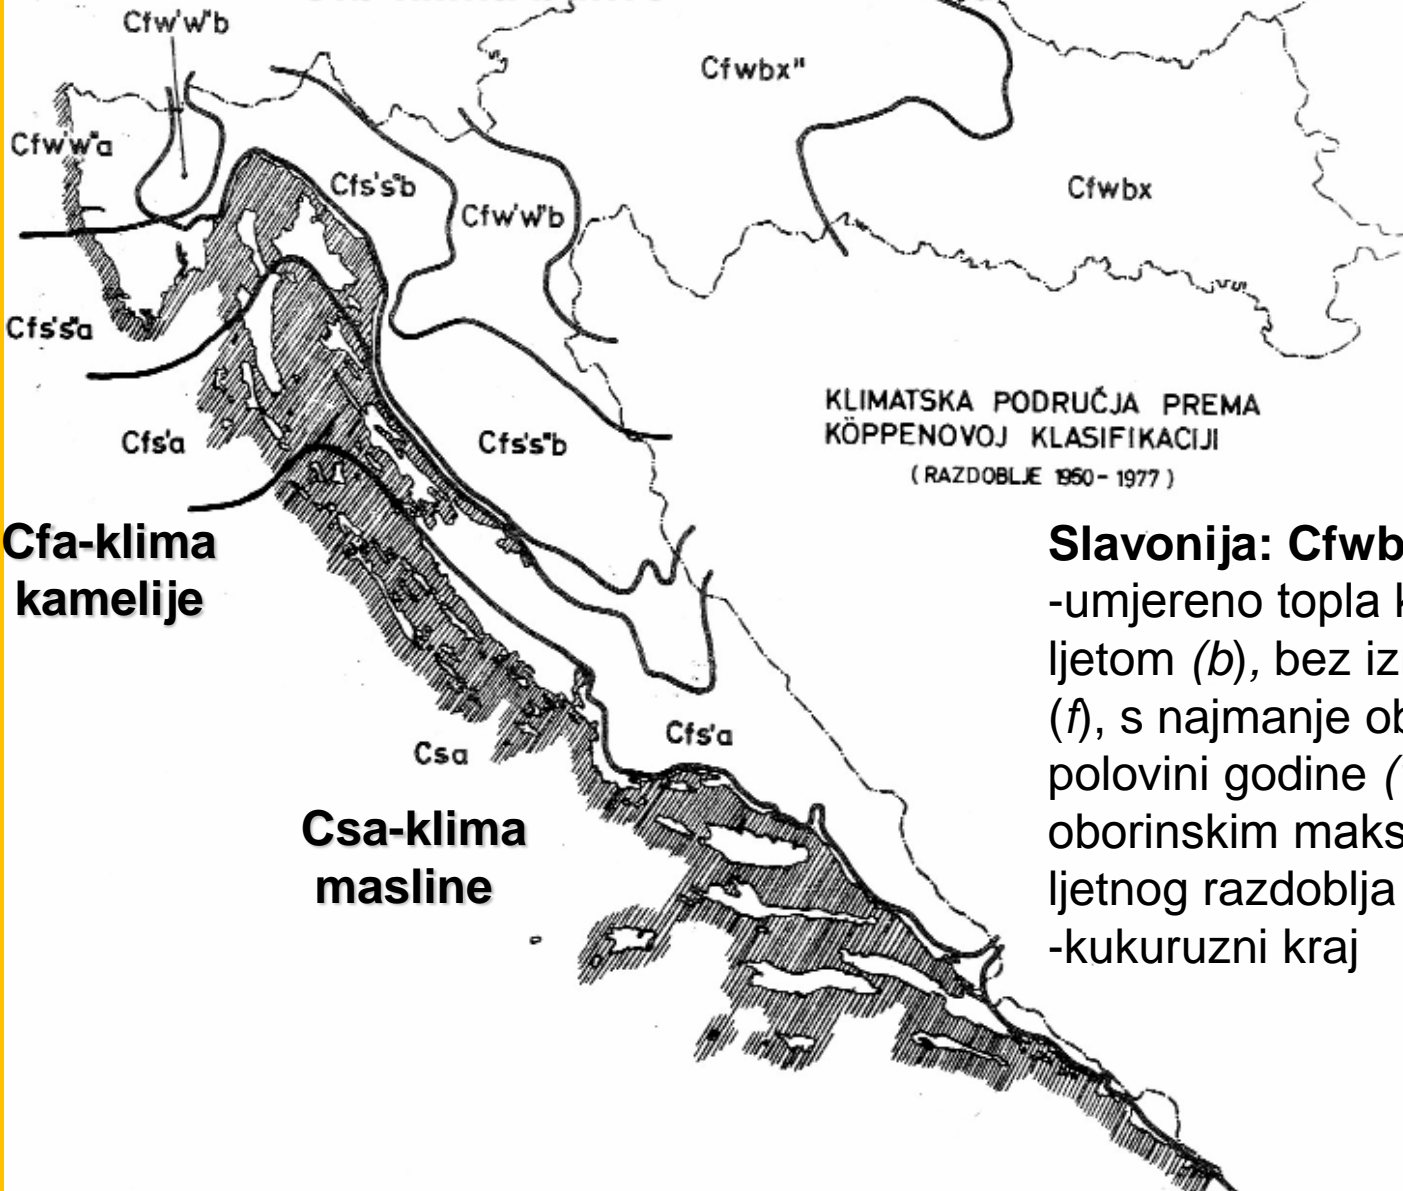 Cfw'w"b
Cfwbx"
Cfw'w"a
Cfs's"b
Cfwbx
Cfw'w"b
Cfs's"a
KLIMATSKA PODRUČJA PREMA
KÖPPENOVOJ KLASIFIKACIJI
(RAZDOBLJE 1950-1977)
Cfs'a
Cfs's"b
Cfa-klima
kamelije
Slavonija: Cfwb
-umjereno topla
ljetom (b), bez iz
(f), s najmanje ob
polovini godine (
oborinskim maks
ljetnog razdoblja
-kukuruzni kraj
Cfs'a
Csa
Csa-klima
masline